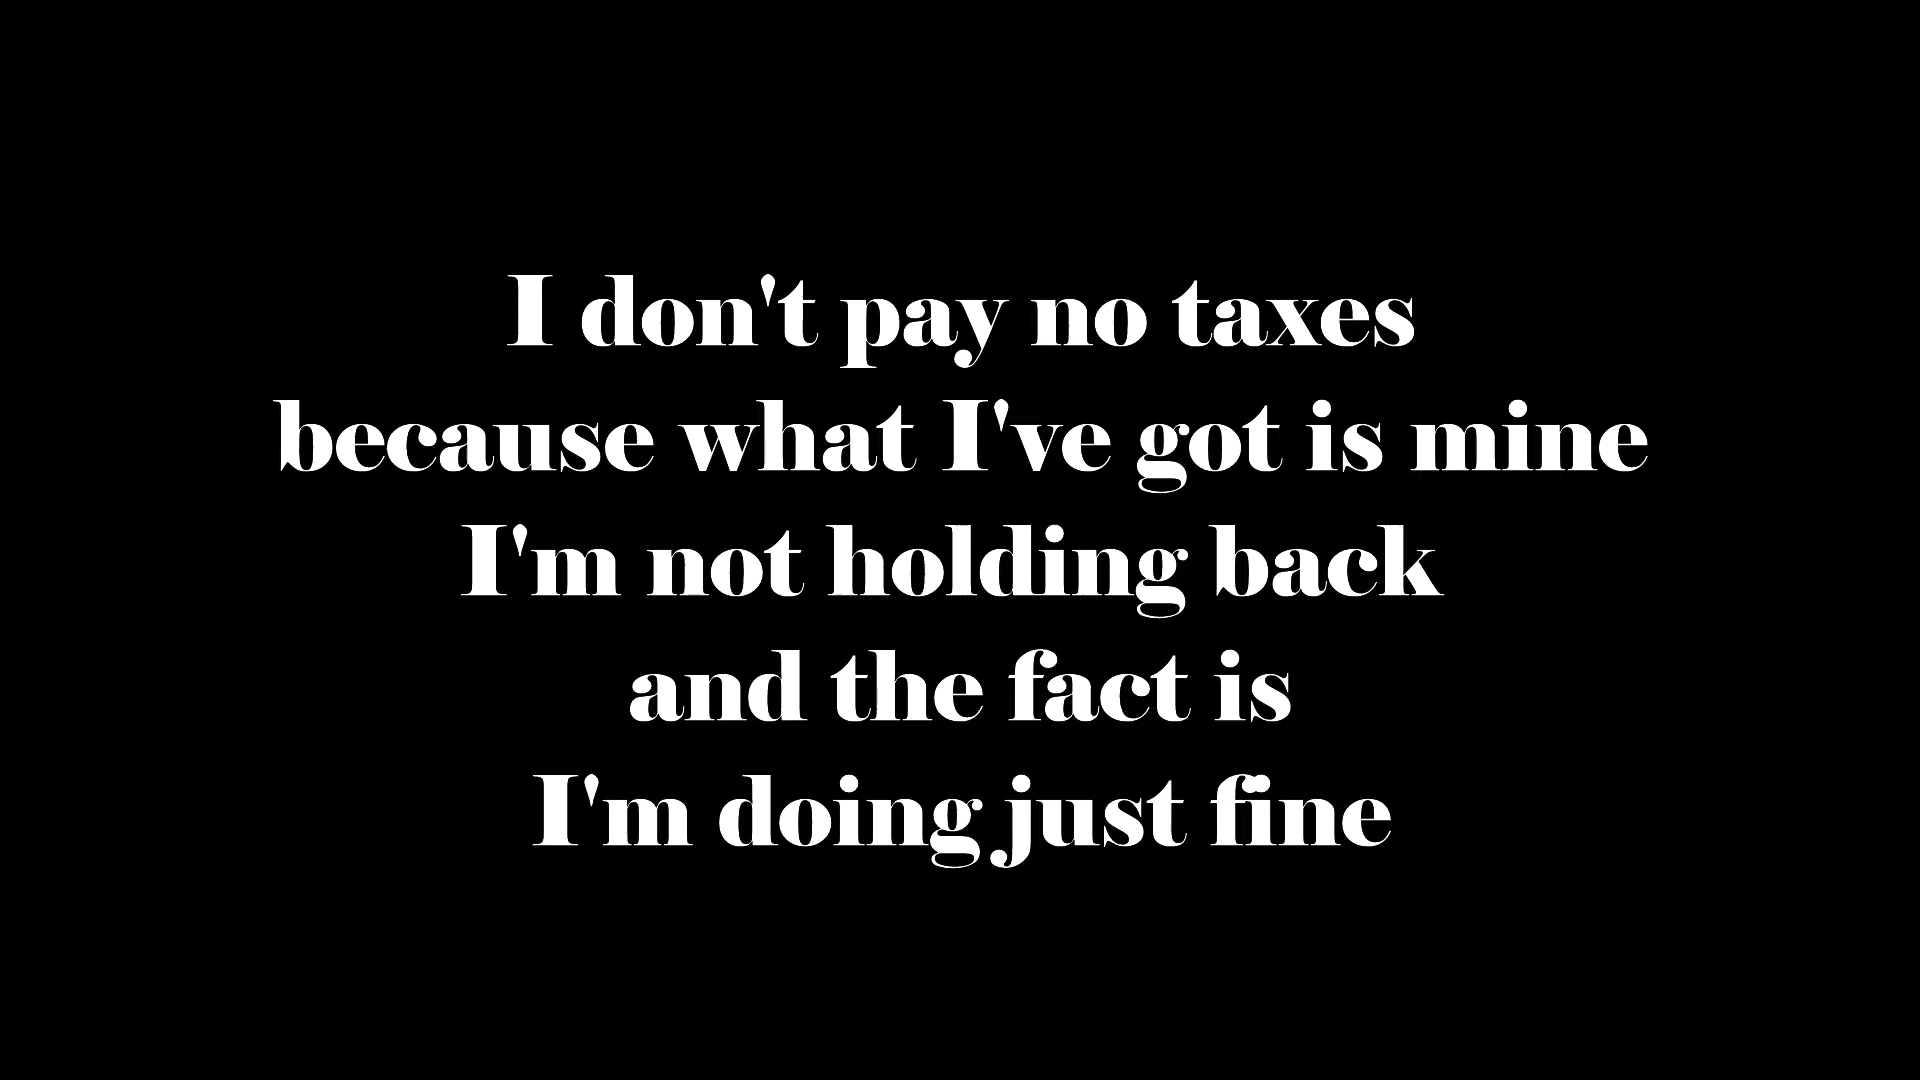 I don't pay no taxes
because what I've got is mine
I'm not holding back
and the fact is
I'm doing just fine